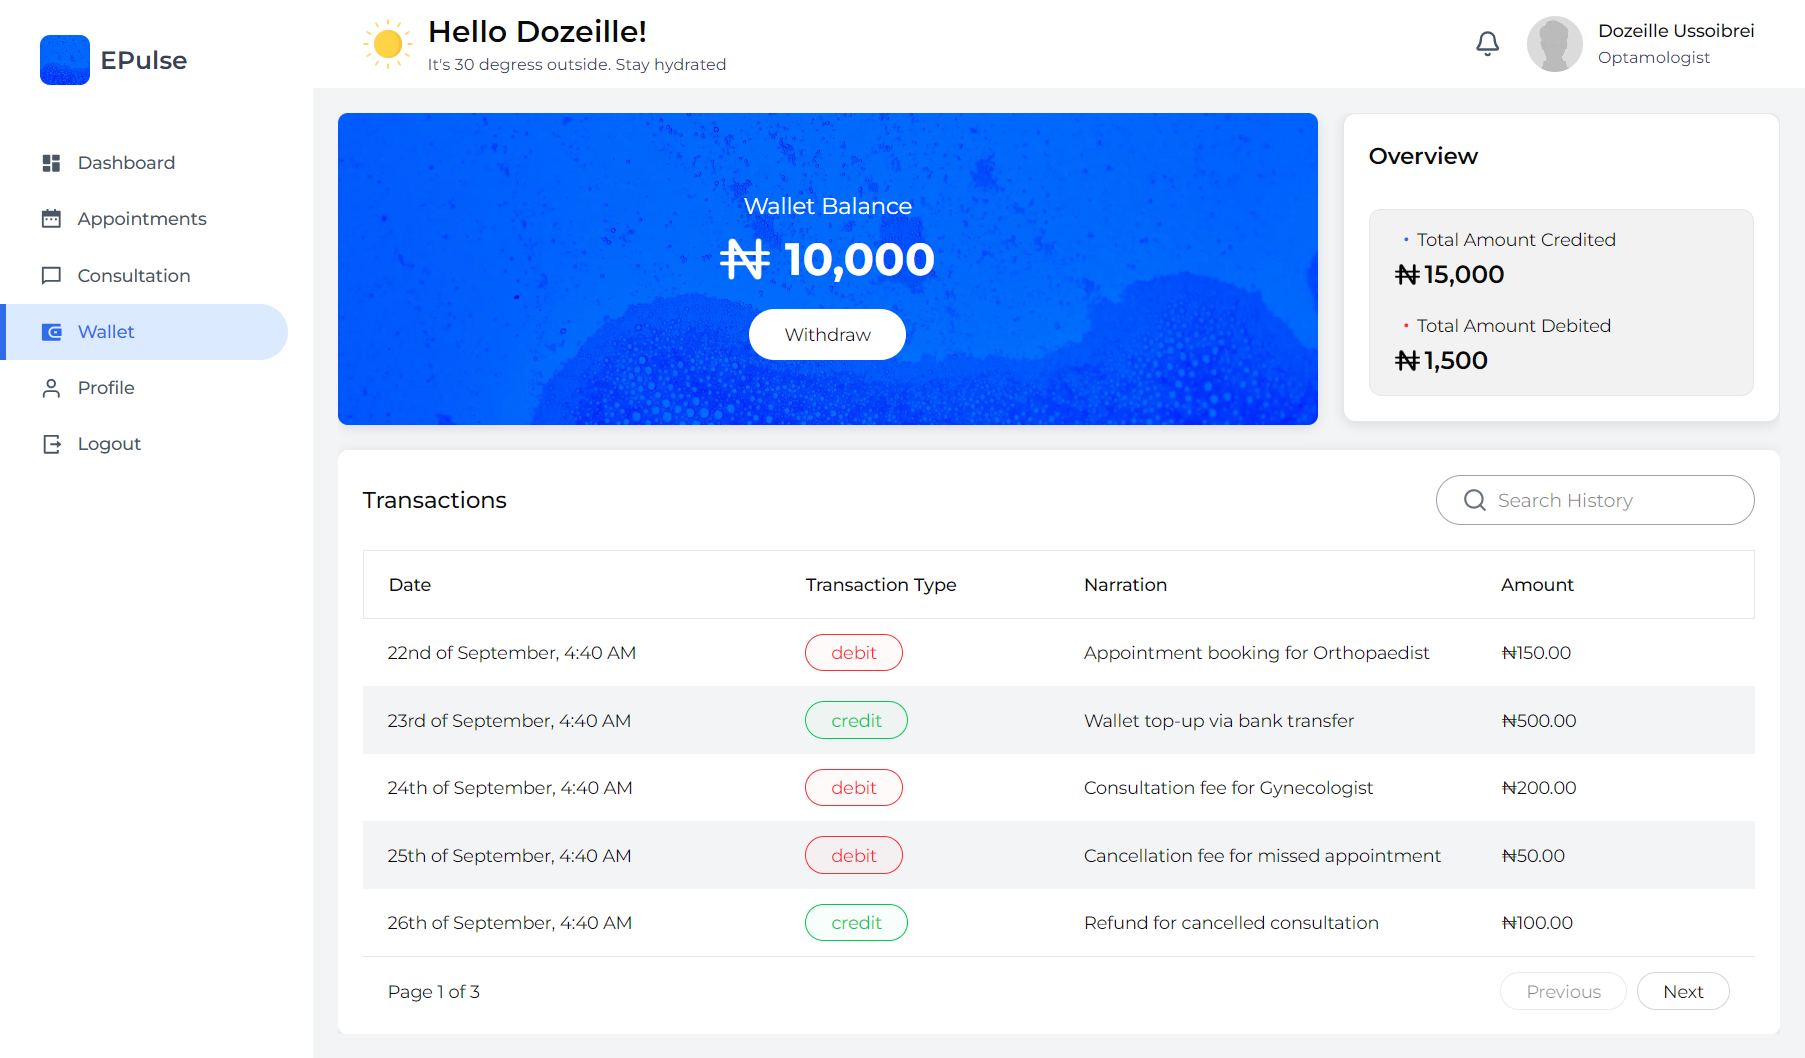 EPulse
Hello Dozeille!
It's 30 degress outside. Stay hydrated
Dozeille Ussoibrei
Optamologist
Dashboard
Appointments
Consultation
Wallet
Profile
Logout
Wallet Balance
₦ 10,000
Withdraw
Overview
• Total Amount Credited
₦15,000
• Total Amount Debited
₦1,500
Transactions
Search History
Date Transaction Type Narration Amount
22nd of September, 4:40 AM debit Appointment booking for Orthopaedist ₦150.00
23rd of September, 4:40 AM credit Wallet top-up via bank transfer ₦500.00
24th of September, 4:40 AM debit Consultation fee for Gynecologist ₦200.00
25th of September, 4:40 AM debit Cancellation fee for missed appointment ₦50.00
26th of September, 4:40 AM credit Refund for cancelled consultation ₦100.00
Page 1 of 3 Previous Next